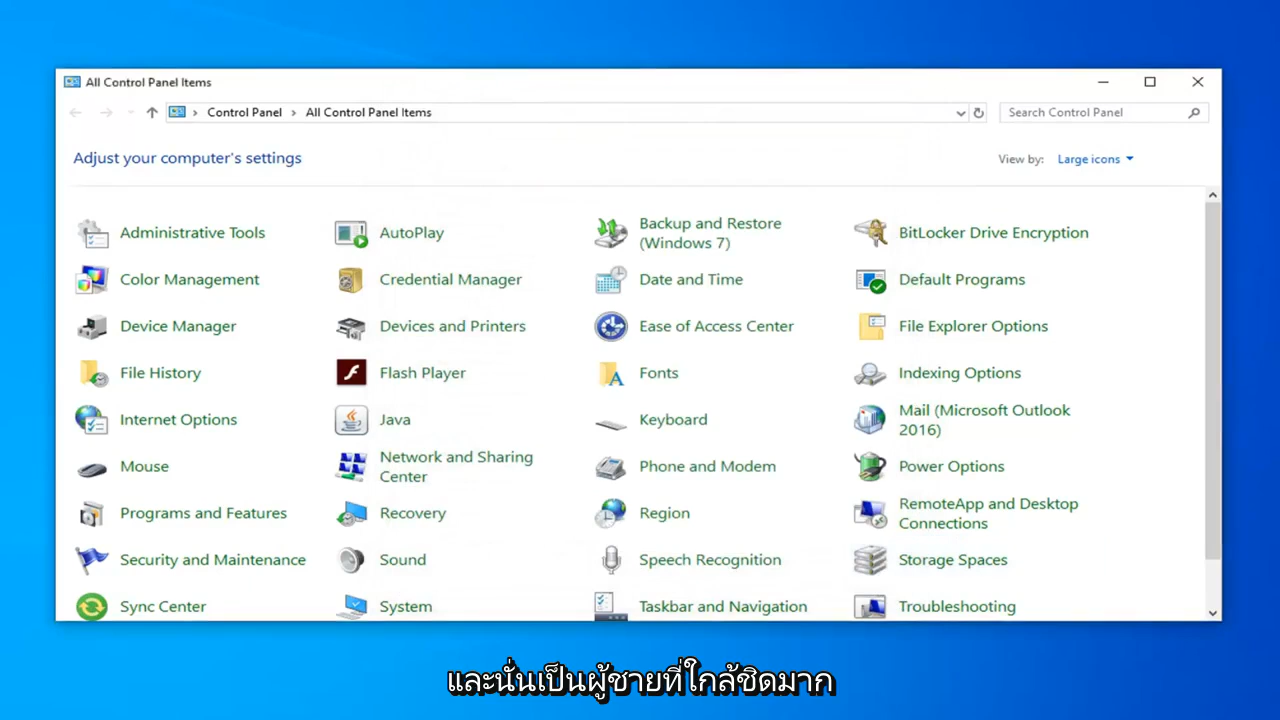 All Control Panel Items
Control Panel > All Control Panel Items
Search Control Panel
Adjust your computer's settings
View by: Large icons
Administrative Tools
AutoPlay
Backup and Restore
(Windows 7)
BitLocker Drive Encryption
Color Management
Credential Manager
Date and Time
Default Programs
Device Manager
Devices and Printers
Ease of Access Center
File Explorer Options
File History
Flash Player
Fonts
Indexing Options
Internet Options
Java
Keyboard
Mail (Microsoft Outlook
2016)
Mouse
Network and Sharing
Center
Phone and Modem
Power Options
Programs and Features
Recovery
Region
RemoteApp and Desktop
Connections
Security and Maintenance
Sound
Speech Recognition
Storage Spaces
Sync Center
System
Taskbar and Navigation
Troubleshooting
และนั่นเป็นผู้ชายที่ใกล้ชิดมาก